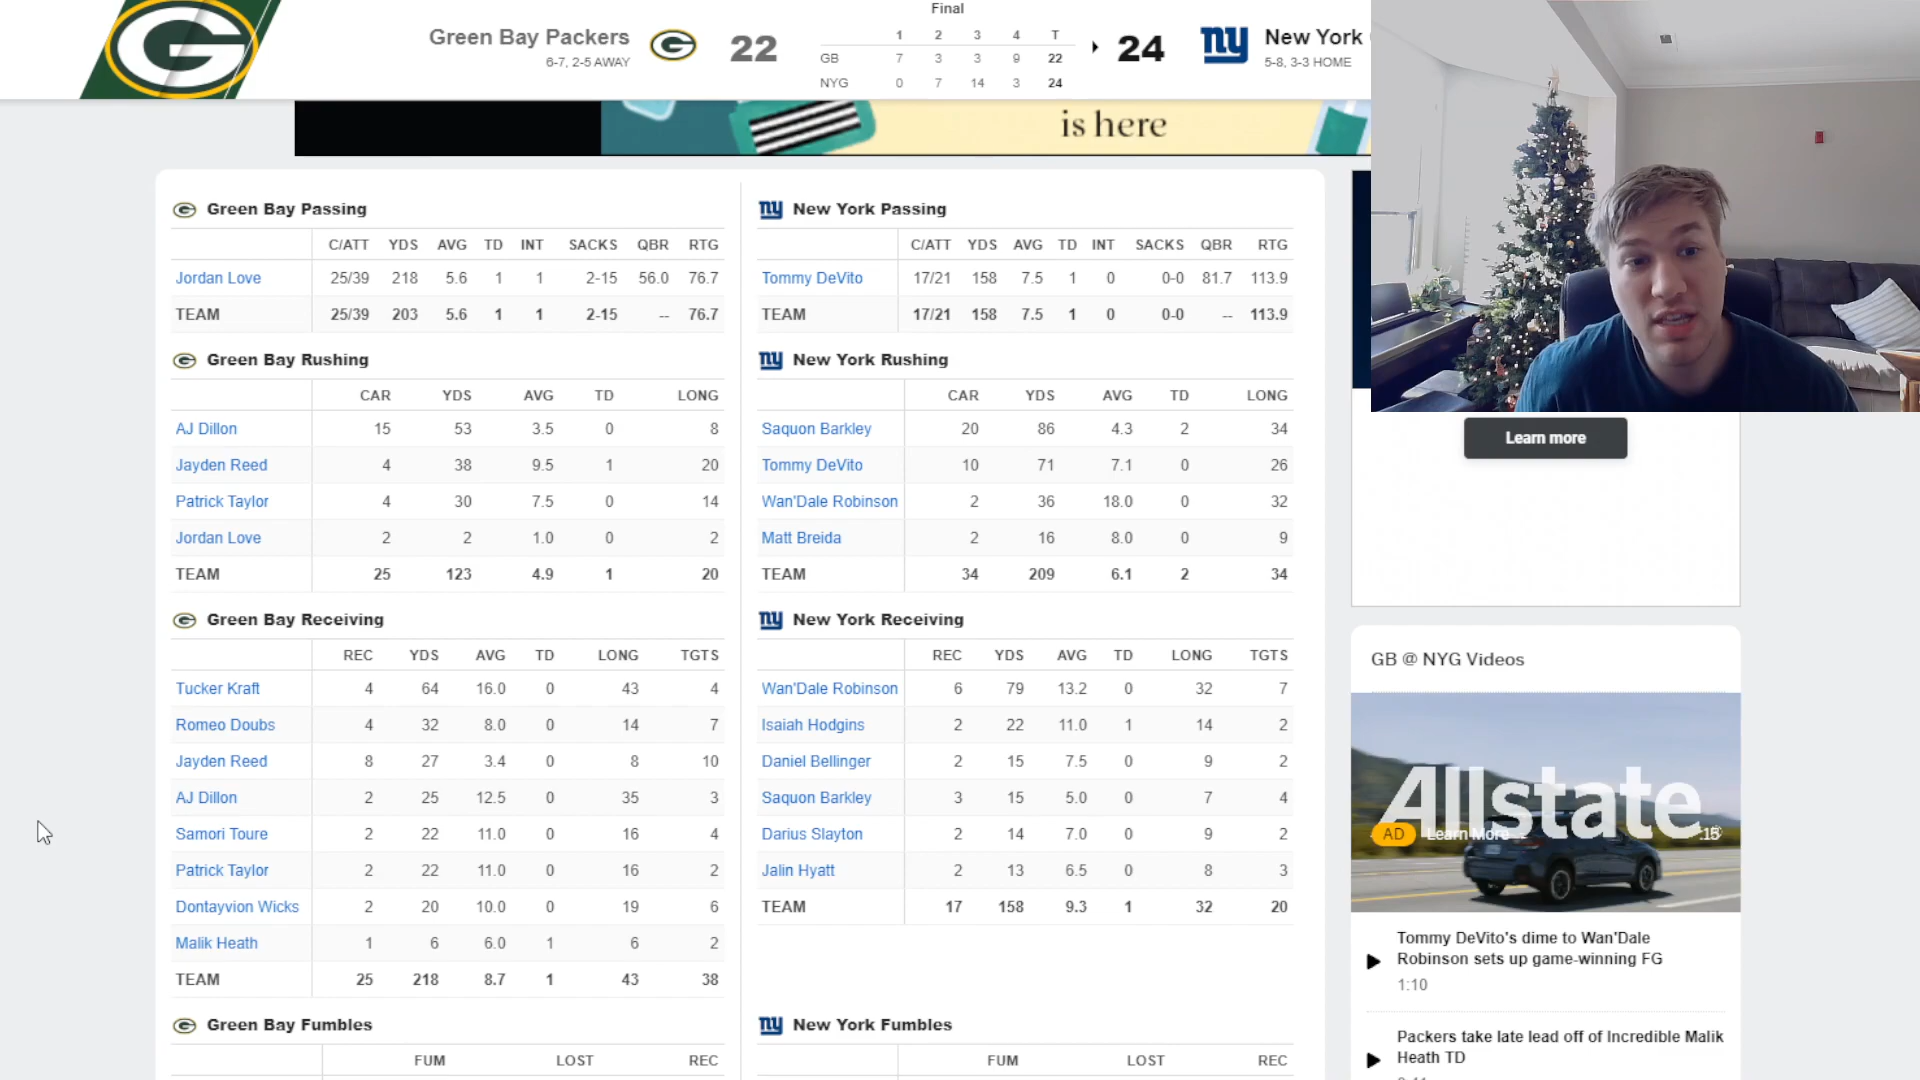 Final
Green Bay Packers
6-7, 2-5 AWAY
22
1 2 3 4 T
GB 7 3 3 9 22
NYG 0 7 14 3 24
24
ny
New York
5-8, 3-3 HOME
is here
Green Bay Passing
C/ATT YDS AVG TD INT SACKS QBR RTG
Jordan Love 25/39 218 5.6 1 1 2-15 56.0 76.7
TEAM 25/39 203 5.6 1 1 2-15 -- 76.7
Green Bay Rushing
CAR YDS AVG TD LONG
AJ Dillon 15 53 3.5 0 8
Jayden Reed 4 38 9.5 1 20
Patrick Taylor 4 30 7.5 0 14
Jordan Love 2 2 1.0 0 2
TEAM 25 123 4.9 1 20
Green Bay Receiving
REC YDS AVG TD LONG TGTS
Tucker Kraft 4 64 16.0 0 43 4
Romeo Doubs 4 32 8.0 0 14 7
Jayden Reed 8 27 3.4 0 8 10
AJ Dillon 2 25 12.5 0 35 3
Samori Toure 2 22 11.0 0 16 4
Patrick Taylor 2 22 11.0 0 16 2
Dontayvion Wicks 2 20 10.0 0 19 6
Malik Heath 1 6 6.0 1 6 2
TEAM 25 218 8.7 1 43 38
Green Bay Fumbles
FUM LOST REC
ny New York Passing
C/ATT YDS AVG TD INT SACKS QBR RTG
Tommy DeVito 17/21 158 7.5 1 0 0-0 81.7 113.9
TEAM 17/21 158 7.5 1 0 0-0 -- 113.9
ny New York Rushing
CAR YDS AVG TD LONG
Saquon Barkley 20 86 4.3 2 34
Tommy DeVito 10 71 7.1 0 26
Wan'Dale Robinson 2 36 18.0 0 32
Matt Breida 2 16 8.0 0 9
TEAM 34 209 6.1 2 34
ny New York Receiving
REC YDS AVG TD LONG TGTS
Wan'Dale Robinson 6 79 13.2 0 32 7
Isaiah Hodgins 2 22 11.0 1 14 2
Daniel Bellinger 2 15 7.5 0 9 2
Saquon Barkley 3 15 5.0 0 7 4
Darius Slayton 2 14 7.0 0 9 2
Jalin Hyatt 2 13 6.5 0 8 3
TEAM 17 158 9.3 1 32 20
ny New York Fumbles
FUM LOST REC
Learn more
GB @ NYG Videos
Allstate
AD Learn More :15
Tommy DeVito's dime to Wan'Dale
Robinson sets up game-winning FG
1:10
Packers take late lead off of Incredible Malik
Heath TD